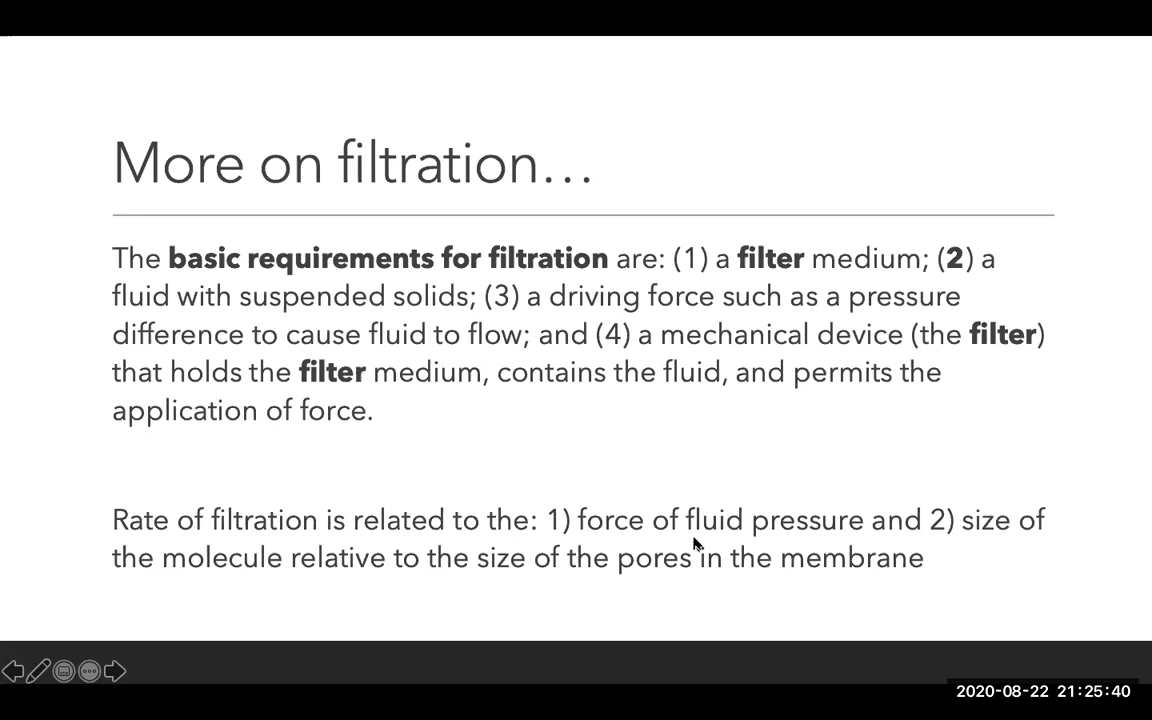 More on filtration…
The basic requirements for filtration are: (1) a filter medium; (2) a
fluid with suspended solids; (3) a driving force such as a pressure
difference to cause fluid to flow; and (4) a mechanical device (the filter)
that holds the filter medium, contains the fluid, and permits the
application of force.
Rate of filtration is related to the: 1) force of fluid pressure and 2) size of
the molecule relative to the size of the pores in the membrane
2020-08-22 21:25:40